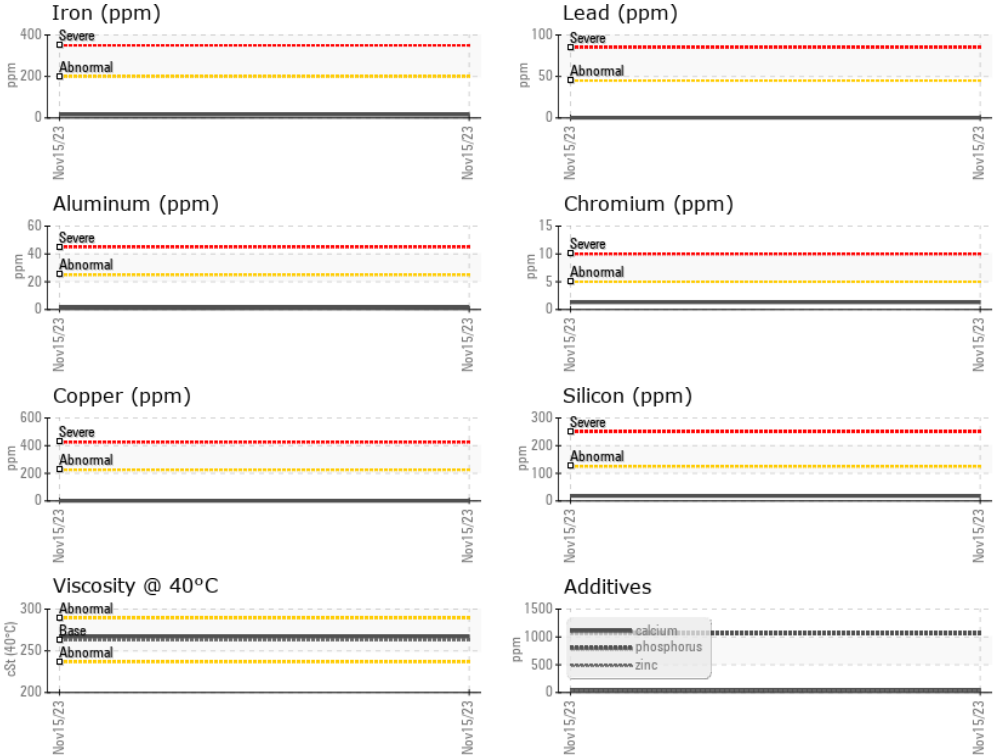 Iron (ppm)
400
200
0
ppm
Severe
Abnormal
Nov15/23
Nov15/23
Lead (ppm)
100
50
0
ppm
Severe
Abnormal
Nov15/23
Nov15/23
Aluminum (ppm)
60
40
20
0
ppm
Severe
Abnormal
Nov15/23
Nov15/23
Chromium (ppm)
15
10
5
0
ppm
Severe
Abnormal
Nov15/23
Nov15/23
Copper (ppm)
600
400
200
0
ppm
Severe
Abnormal
Nov15/23
Nov15/23
Silicon (ppm)
300
200
100
0
ppm
Severe
Abnormal
Nov15/23
Nov15/23
Viscosity @ 40°C
300
250
200
cSt (40°C)
Abnormal
Base
Abnormal
Nov15/23
Nov15/23
Additives
1500
1000
500
0
ppm
calcium
phosphorus
zinc
Nov15/23
Nov15/23